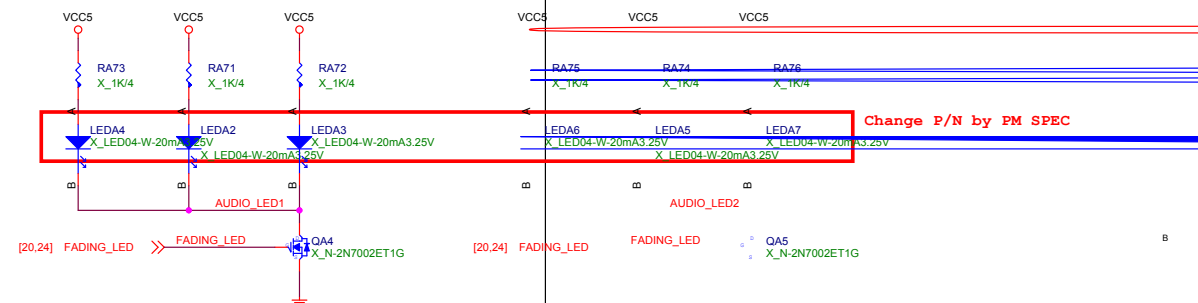 VCC5 VCC5 VCC5 VCC5 VCC5 VCC5
RA73 RA71 RA72 RA75 RA74 RA76
X_1K/4 X_1K/4 X_1K/4 X_1K/4 X_1K/4 X_1K/4
A A A A A A
Change P/N by PM SPEC
LEDA4 LEDA2 LEDA3 LEDA6 LEDA5 LEDA7
X_LED04-W-20mA3.25V X_LED04-W-20mA3.25V X_LED04-W-20mA3.25V X_LED04-W-20mA3.25V
X_LED04-W-20mA3.25V X_LED04-W-20mA3.25V
B B B B B B
AUDIO_LED1 AUDIO_LED2
[20,24] FADING_LED FADING_LED QA4 [20,24] FADING_LED FADING_LED QA5 B
X_N-2N7002ET1G X_N-2N7002ET1G